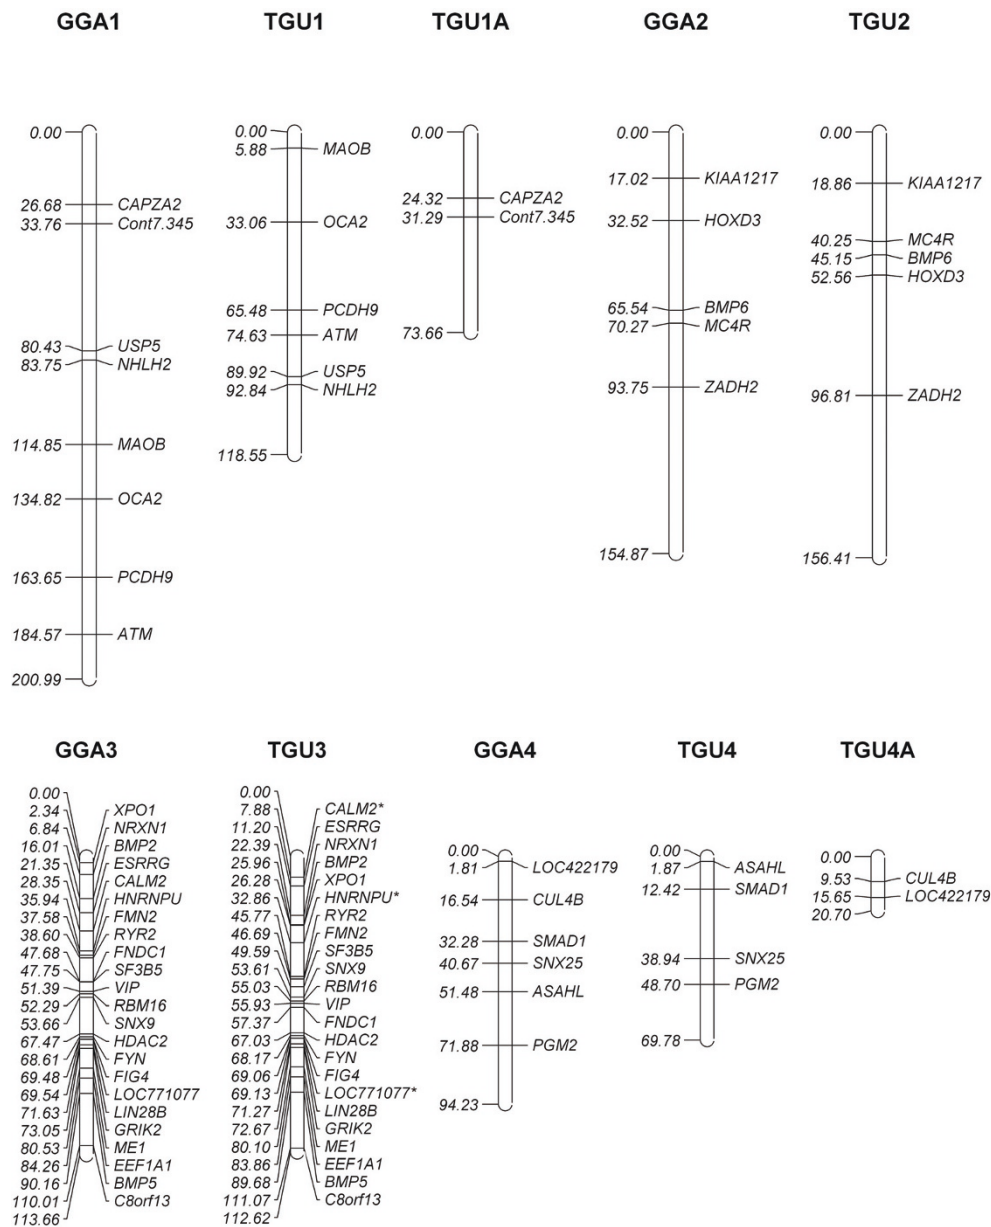 GGA1 TGU1 TGU1A GGA2 TGU2
0.00
26.68 CAPZA2
33.76 Cont7.345
80.43 USP5
83.75 NHLH2
114.85 MAOB
134.82 OCA2
163.65 PCDH9
184.57 ATM
200.99
0.00
5.88 MAOB
33.06 OCA2
65.48 PCDH9
74.63 ATM
89.92 USP5
92.84 NHLH2
118.55
0.00
24.32 CAPZA2
31.29 Cont7.345
73.66
0.00
17.02 KIAA1217
32.52 HOXD3
65.54 BMP6
70.27 MC4R
93.75 ZADH2
154.87
0.00
18.86 KIAA1217
40.25 MC4R
45.15 BMP6
52.56 HOXD3
96.81 ZADH2
156.41
GGA3 TGU3 GGA4 TGU4 TGU4A
0.00
2.34 XPO1
6.84 NRXN1
16.01 BMP2
21.35 ESRRG
28.35 CALM2
35.94 HNRNPU
37.58 FMN2
38.60 RYR2
47.68 FNDC1
47.75 SF3B5
51.39 VIP
52.29 RBM16
53.66 SNX9
67.47 HDAC2
68.61 FYN
69.48 FIG4
69.54 LOC771077
71.63 LIN28B
73.05 GRIK2
80.53 ME1
84.26 EEF1A1
90.16 BMP5
110.01 C8orf13
113.66
0.00
7.88 CALM2*
11.20 ESRRG
22.39 NRXN1
25.96 BMP2
26.28 XPO1
32.86 HNRNPU*
45.77 RYR2
46.69 FMN2
49.59 SF3B5
53.61 SNX9
55.03 RBM16
55.93 VIP
57.37 FNDC1
67.03 HDAC2
68.17 FYN
69.06 FIG4
69.13 LOC771077*
71.27 LIN28B
72.67 GRIK2
80.10 ME1
83.86 EEF1A1
89.68 BMP5
111.07 C8orf13
112.62
0.00
1.81 LOC422179
16.54 CUL4B
32.28 SMAD1
40.67 SNX25
51.48 ASAHL
71.88 PGM2
94.23
0.00
1.87 ASAHL
12.42 SMAD1
38.94 SNX25
48.70 PGM2
69.78
0.00
9.53 CUL4B
15.65 LOC422179
20.70